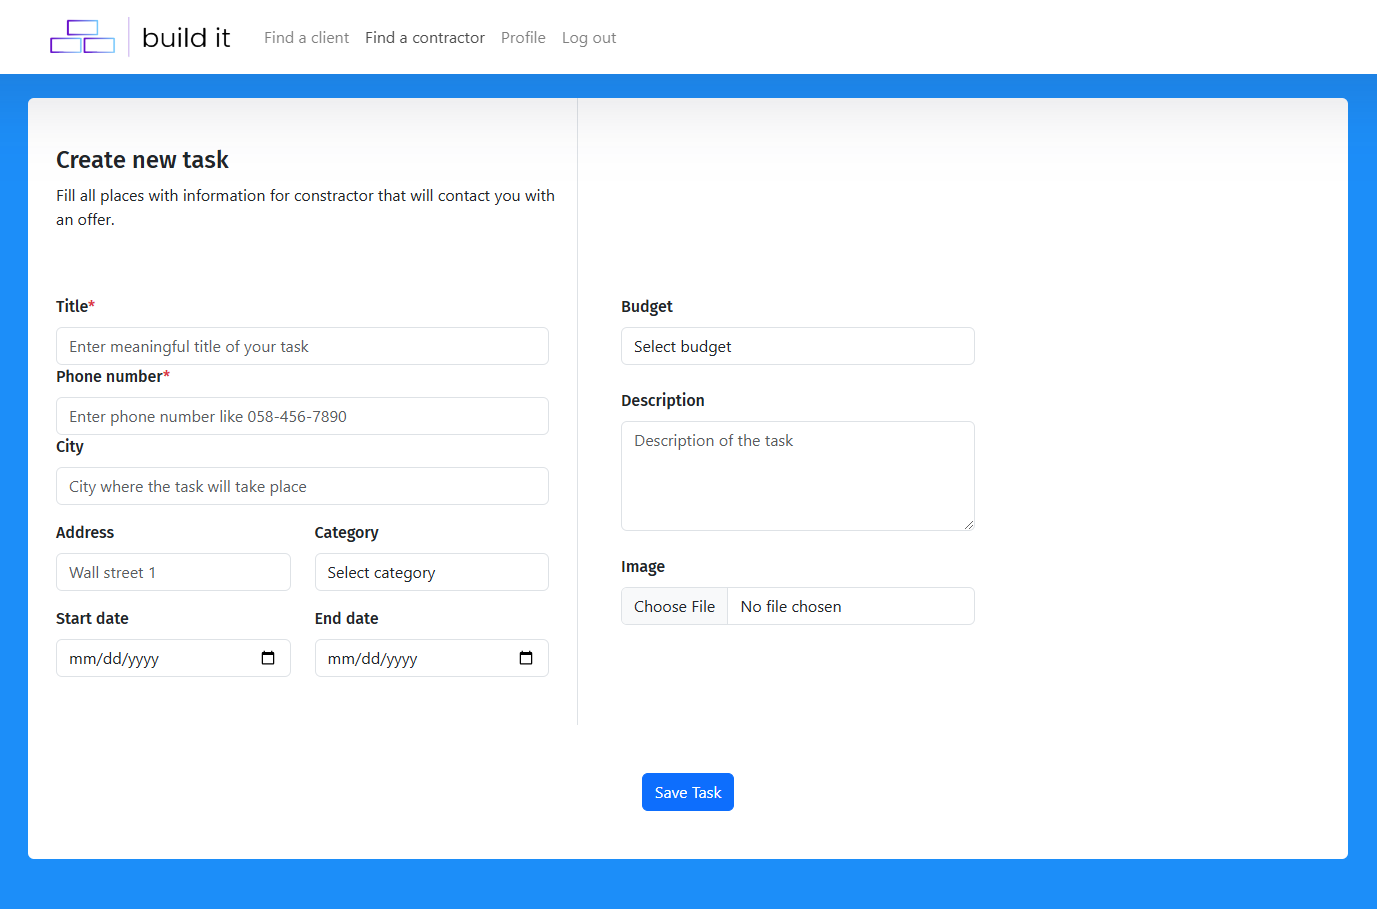 build it
Find a client
Find a contractor
Profile
Log out
Create new task
Fill all places with information for constractor that will contact you with
an offer.
Title*
Enter meaningful title of your task
Phone number*
Enter phone number like 058-456-7890
City
City where the task will take place
Address
Wall street 1
Category
Select category
Start date
mm/dd/yyyy
End date
mm/dd/yyyy
Budget
Select budget
Description
Description of the task
Image
Choose File No file chosen
Save Task